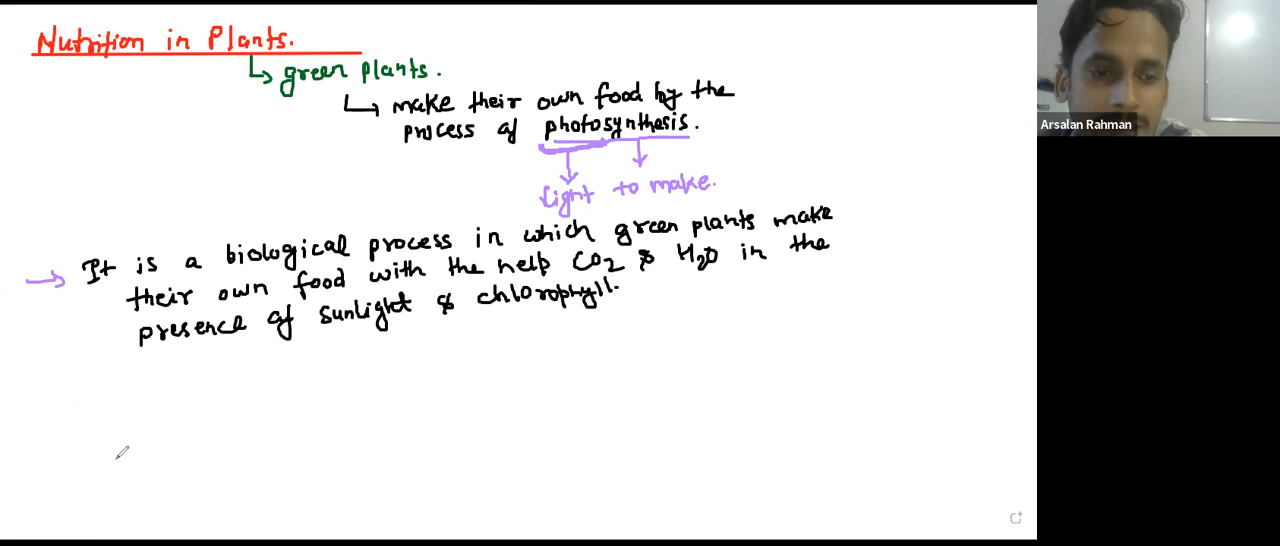 Nutrition in Plants.
↳ green plants.
↳ make their own food by the
process of photosynthesis.
light to make.
→ It is a biological process in which green plants make
their own food with the help CO2 & H2O in the
presence of sunlight & chlorophyll.
Arsalan Rahman